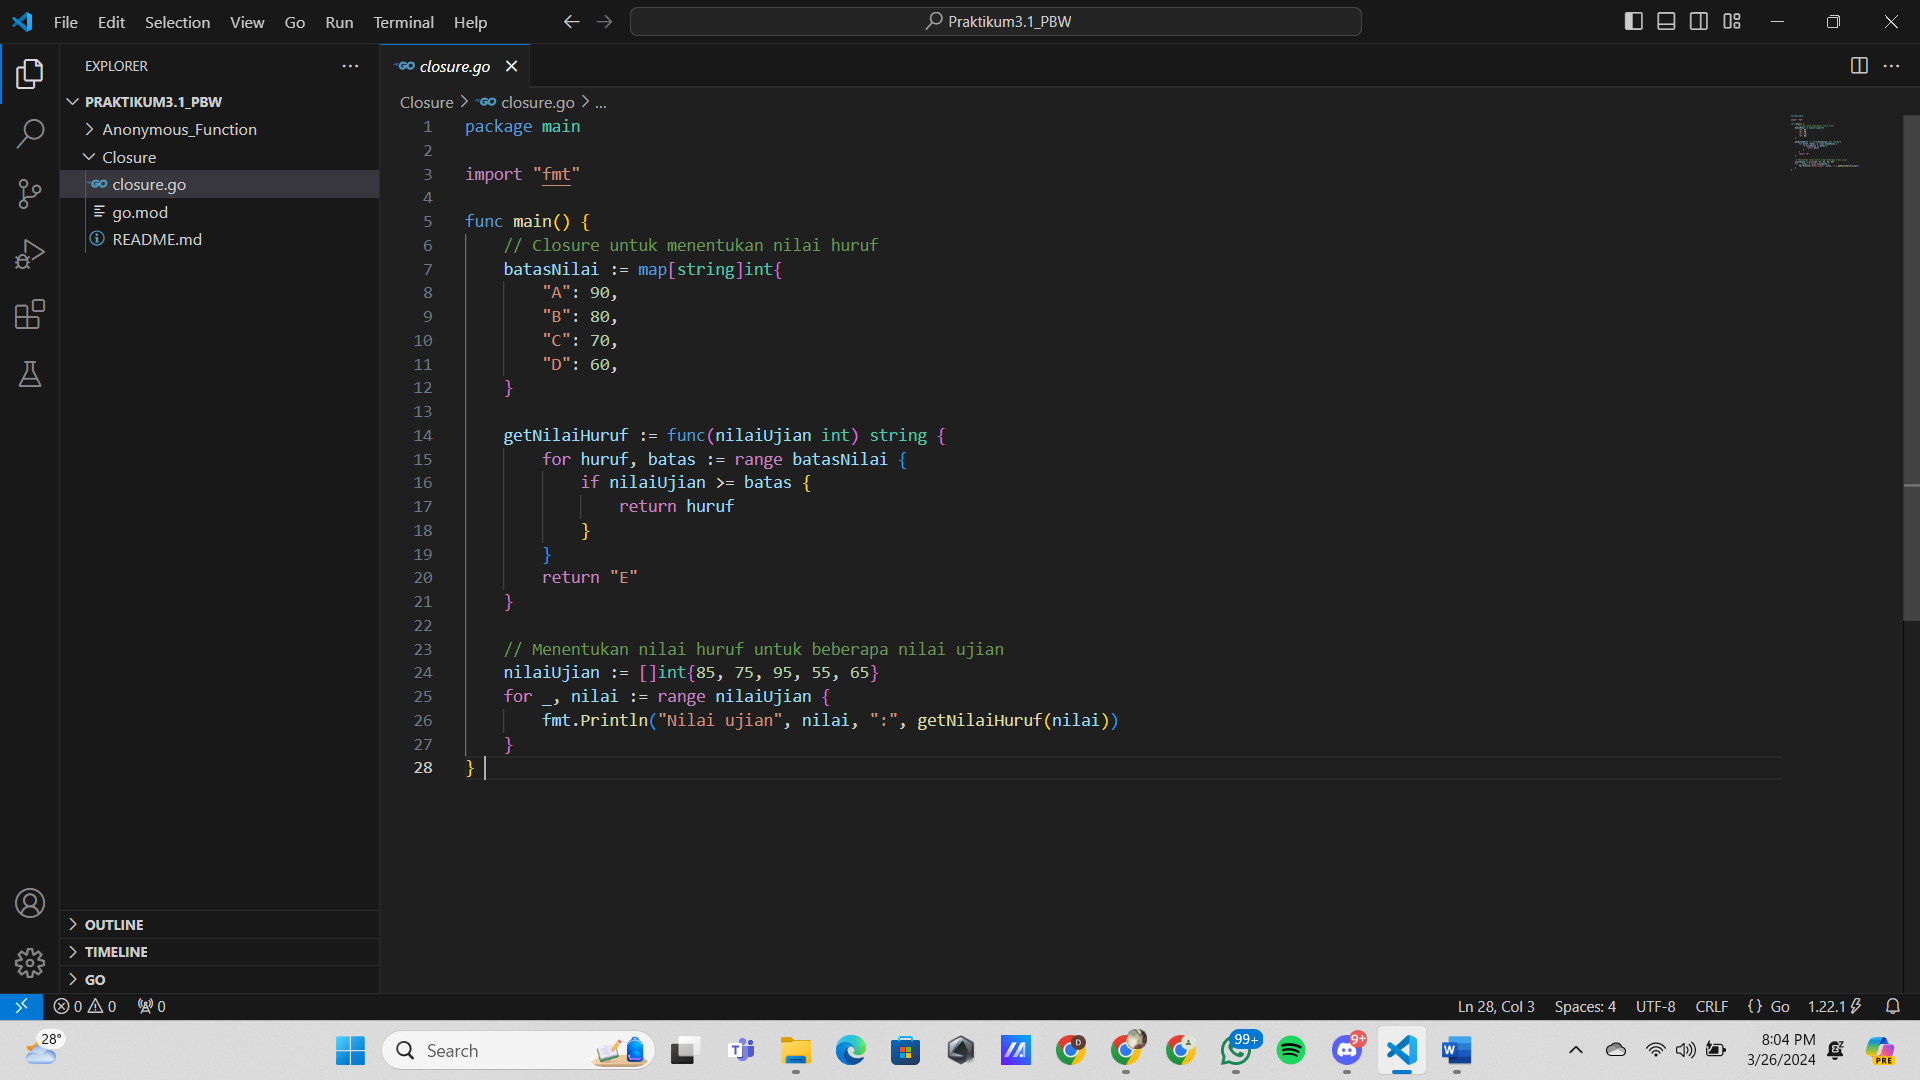 File Edit Selection View Go Run Terminal Help
Praktikum3.1_PBW
EXPLORER
PRAKTIKUM3.1_PBW
Anonymous_Function
Closure
GO closure.go
go.mod
README.md
OUTLINE
TIMELINE
GO
GO closure.go
Closure > GO closure.go > ...
1 package main
2
3 import "fmt"
4
5 func main() {
6     // Closure untuk menentukan nilai huruf
7     batasNilai := map[string]int{
8         "A": 90,
9         "B": 80,
10         "C": 70,
11         "D": 60,
12     }
13
14     getNilaiHuruf := func(nilaiUjian int) string {
15         for huruf, batas := range batasNilai {
16             if nilaiUjian >= batas {
17                 return huruf
18             }
19         }
20         return "E"
21     }
22
23     // Menentukan nilai huruf untuk beberapa nilai ujian
24     nilaiUjian := []int{85, 75, 95, 55, 65}
25     for _, nilai := range nilaiUjian {
26         fmt.Println("Nilai ujian", nilai, ":", getNilaiHuruf(nilai))
27     }
28 }
0 0 0
Ln 28, Col 3 Spaces: 4 UTF-8 CRLF {} Go 1.22.1
28°
Search
D
99+
9+
W
8:04 PM
3/26/2024
PRE